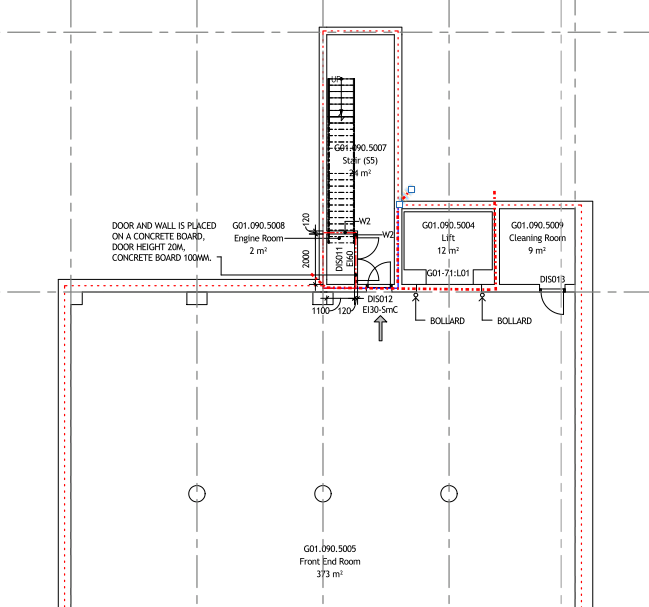 UP
G01.090.5007
Stair (S5)
24 m²
DOOR AND WALL IS PLACED
ON A CONCRETE BOARD,
DOOR HEIGHT 20M,
CONCRETE BOARD 100MM.
G01.090.5008
Engine Room
2 m²
120
2000
W2
W2
DIS011
EI60
G01.090.5004
Lift
12 m²
G01-71:L01
G01.090.5009
Cleaning Room
9 m²
DIS013
1100
120
DIS012
EI30-SmC
BOLLARD
BOLLARD
G01.090.5005
Front End Room
373 m²